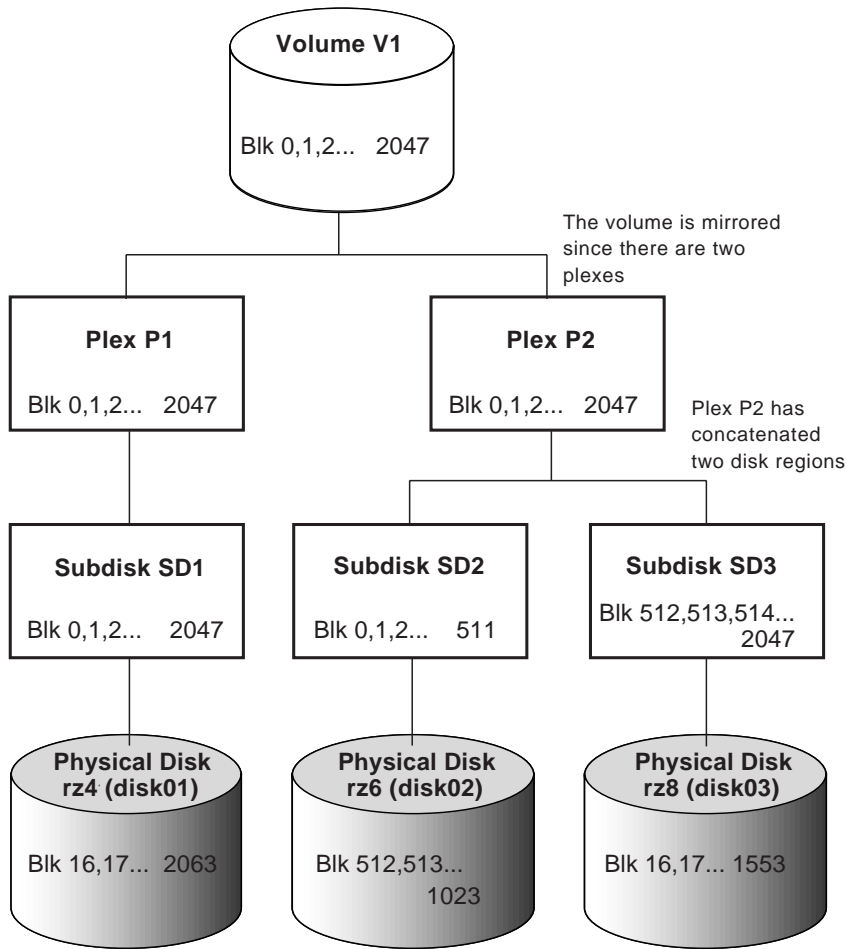 Volume V1
Blk 0,1,2... 2047
The volume is mirrored
since there are two
plexes
Plex P1
Blk 0,1,2... 2047
Plex P2
Blk 0,1,2... 2047
Plex P2 has
concatenated
two disk regions
Subdisk SD1
Blk 0,1,2... 2047
Subdisk SD2
Blk 0,1,2... 511
Subdisk SD3
Blk 512,513,514...
2047
Physical Disk
rz4 (disk01)
Blk 16,17... 2063
Physical Disk
rz6 (disk02)
Blk 512,513...
1023
Physical Disk
rz8 (disk03)
Blk 16,17... 1553